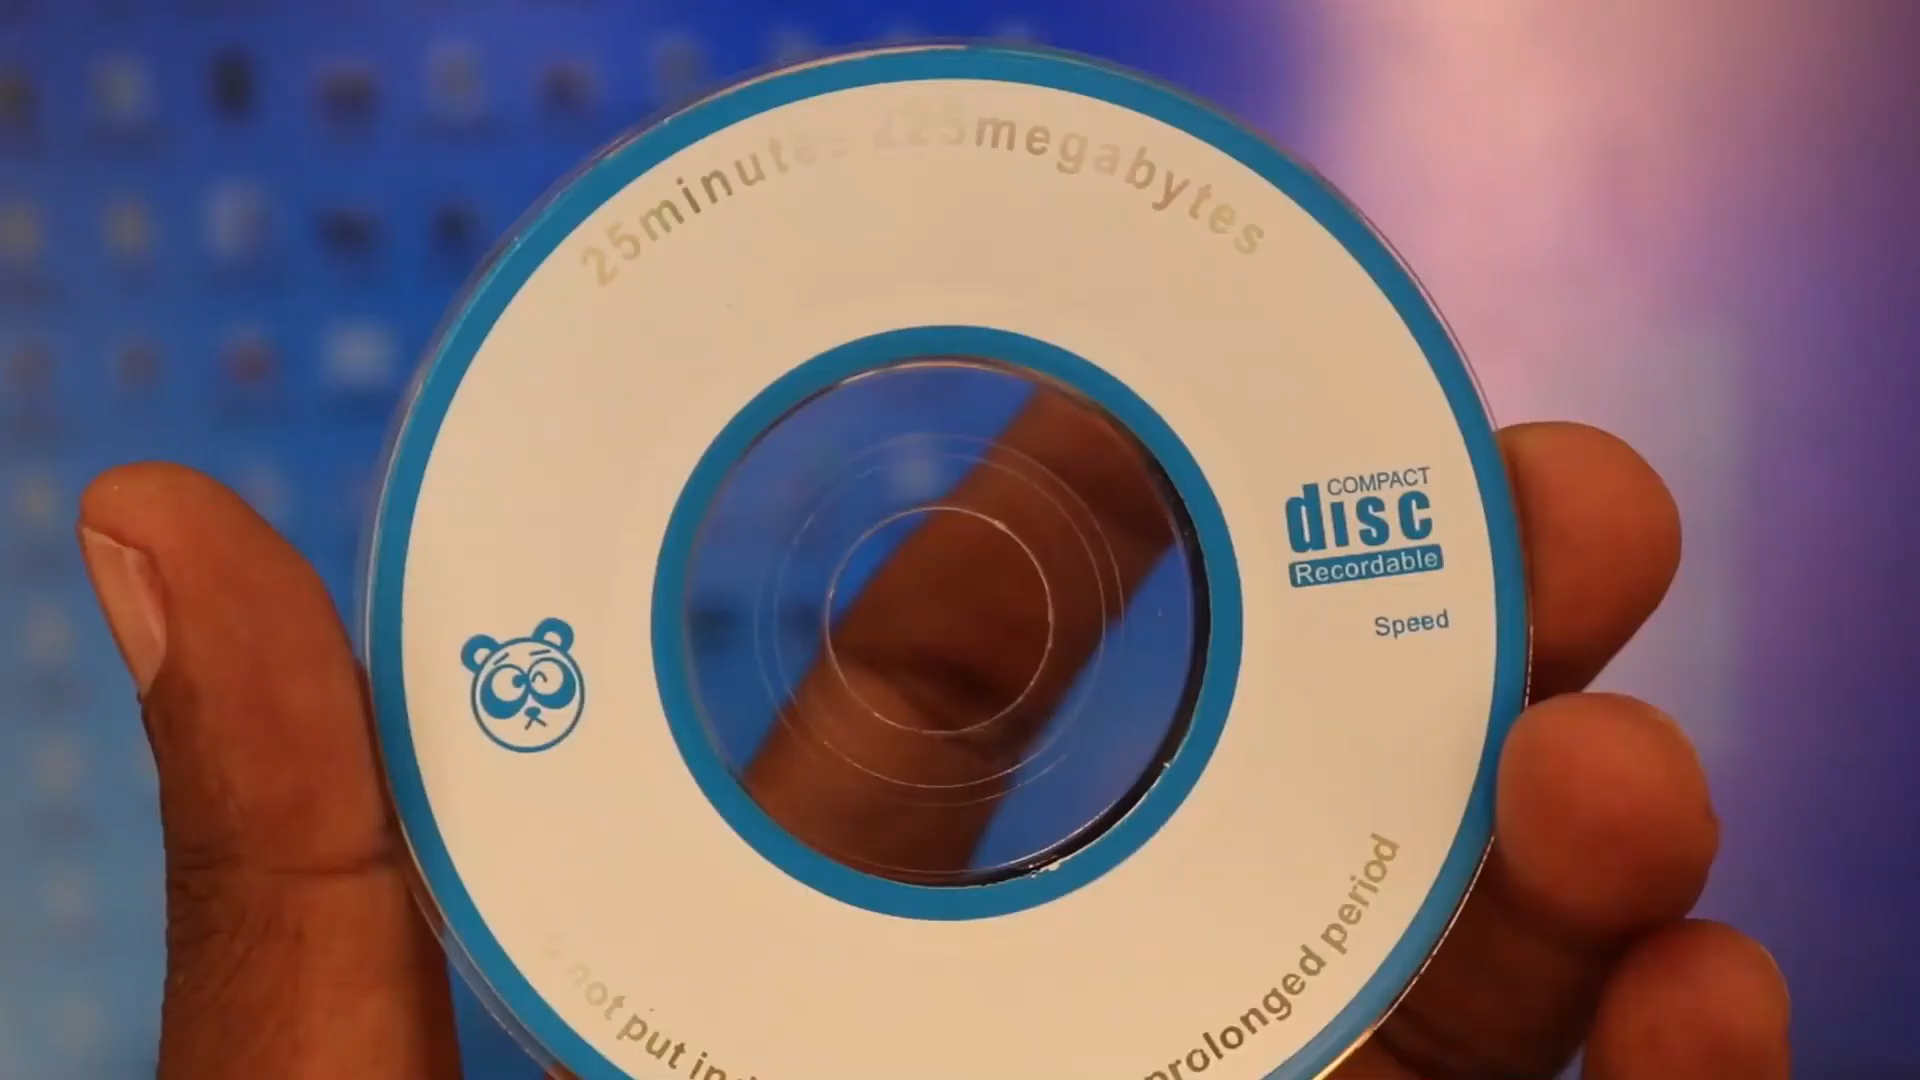 25minutes 225megabytes
COMPACT
disc
Recordable
Speed
not put in
prolonged period